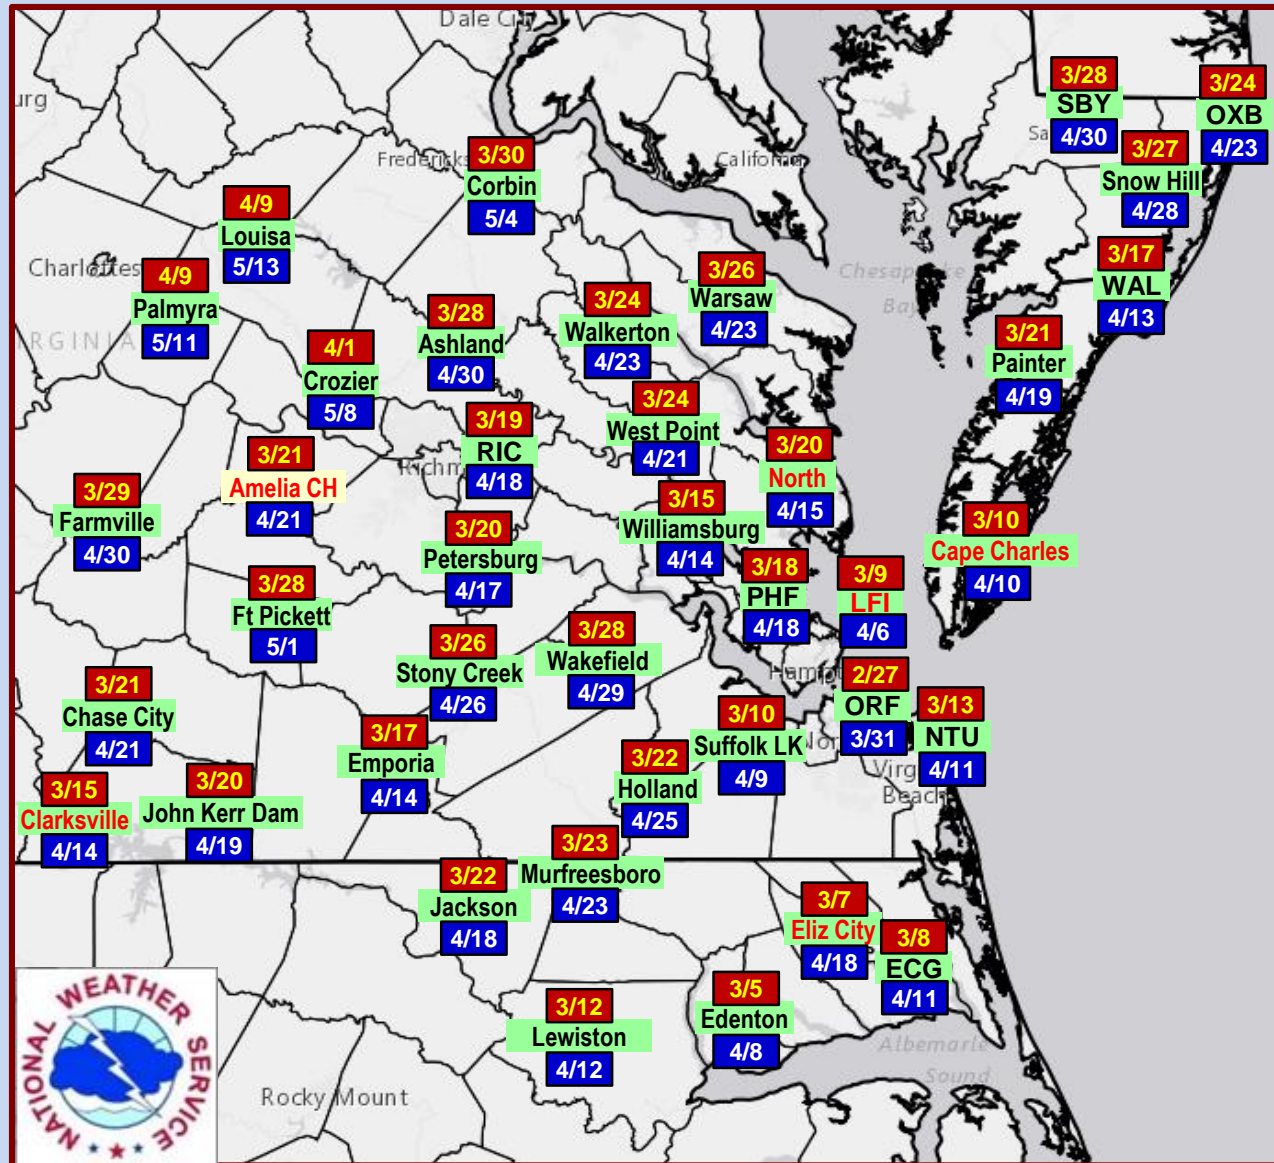 Dale City
urg
3/28
SBY
4/30
3/24
OXB
4/23
Sa
Fredericks
3/30
Corbin
5/4
California
3/27
Snow Hill
4/28
4/9
Louisa
5/13
Charlottes
4/9
Palmyra
5/11
IRGINIA
3/26
Warsaw
4/23
Chesapeake
Bay
3/17
WAL
4/13
3/24
Walkerton
4/23
3/28
Ashland
4/30
4/1
Crozier
5/8
3/21
Painter
4/19
3/24
West Point
4/21
3/19
RIC
4/18
Richm
3/21
Amelia CH
4/21
3/29
Farmville
4/30
3/20
North
4/15
3/15
Williamsburg
4/14
3/20
Petersburg
4/17
3/10
Cape Charles
4/10
3/18
PHF
4/18
3/9
LFI
4/6
3/28
Ft Pickett
5/1
3/26
Stony Creek
4/26
3/28
Wakefield
4/29
Hampt
2/27
ORF
3/31
3/13
NTU
4/11
3/21
Chase City
4/21
3/17
Emporia
4/14
3/10
Suffolk LK
4/9
Nor
Virg
Beach
3/22
Holland
4/25
3/15
Clarksville
4/14
3/20
John Kerr Dam
4/19
3/23
Murfreesboro
4/23
3/22
Jackson
4/18
3/7
Eliz City
4/18
3/8
ECG
4/11
3/5
Edenton
4/8
3/12
Lewiston
4/12
Albemarle
Sound
Rocky Mount
NATIONAL WEATHER SERVICE